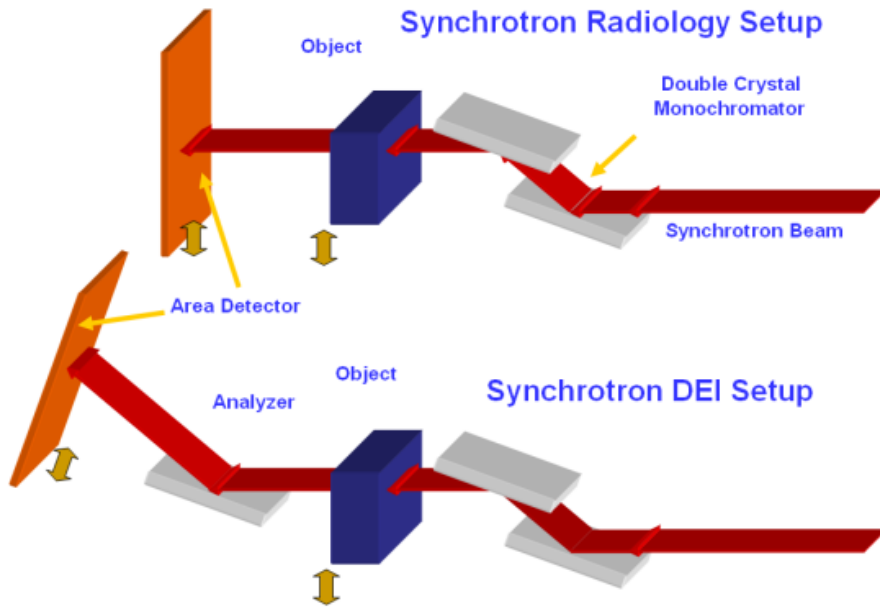 Synchrotron Radiology Setup
Object
Double Crystal
Monochromator
Synchrotron Beam
Area Detector
Object
Synchrotron DEI Setup
Analyzer